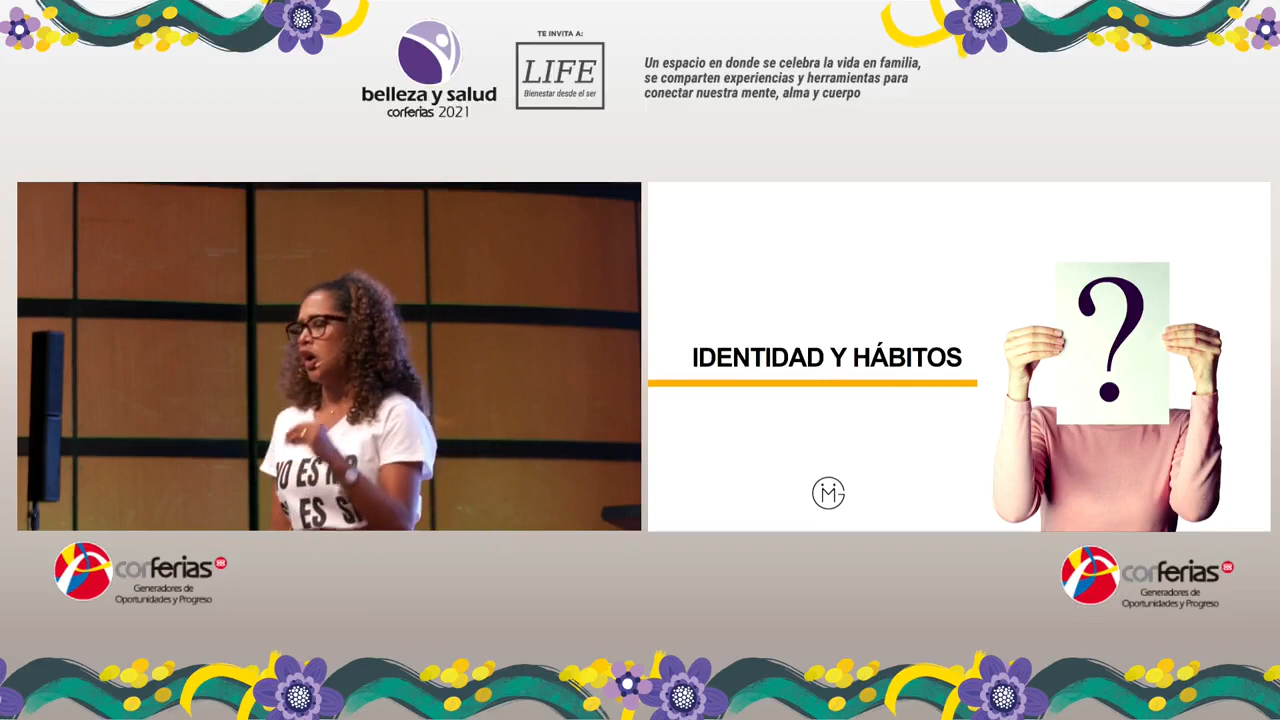 belleza y salud
corferias 2021
TE INVITA A:
LIFE
Bienestar desde el ser
Un espacio en donde se celebra la vida en familia,
se comparten experiencias y herramientas para
conectar nuestra mente, alma y cuerpo
ES
IDENTIDAD Y HÁBITOS
?
corferias
Generadores de
Oportunidades y Progreso
corferias
Generadores de
Oportunidades y Progreso